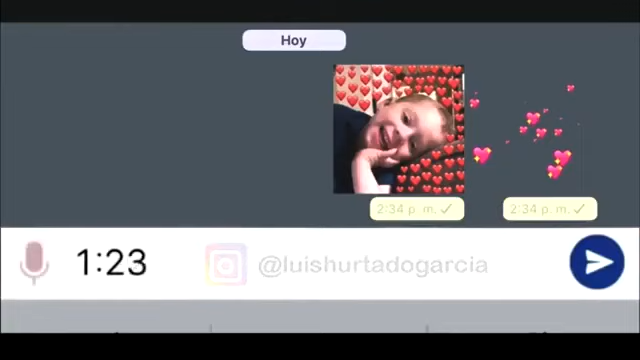 Hoy
2:34 p. m.
2:34 p. m.
1:23
@luishurtadogarcia